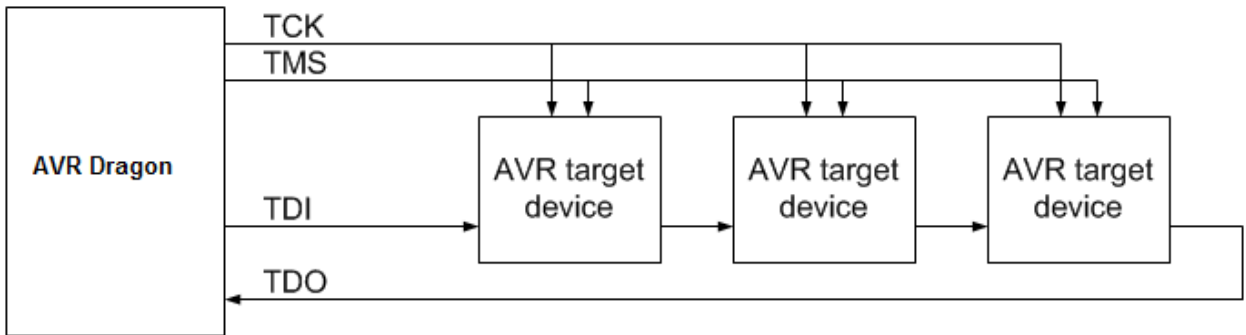 TCK
TMS
AVR Dragon
AVR target
device
AVR target
device
AVR target
device
TDI
TDO